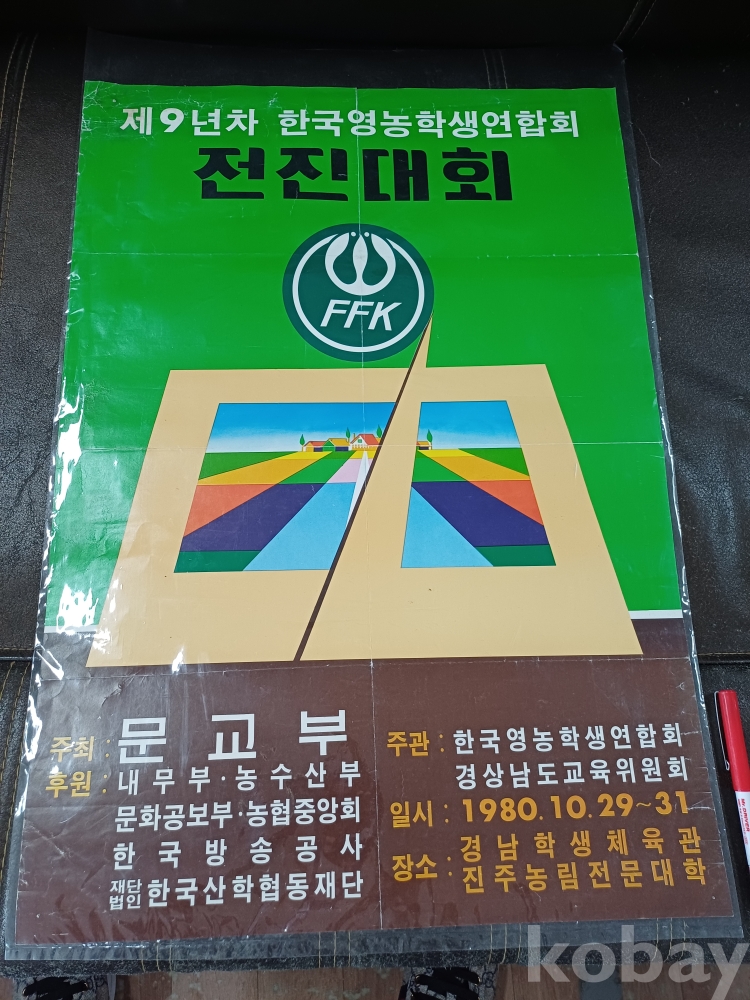 제9년차 한국영농학생연합회
전진대회
FFK
주최 : 문교부
후원 : 내무부·농수산부
문화공보부·농협중앙회
한국방송공사
재단법인 한국산학협동재단
주관 : 한국영농학생연합회
경상남도교육위원회
일시 : 1980.10.29~31
장소 : 경남학생체육관
진주농림전문대학
kobay